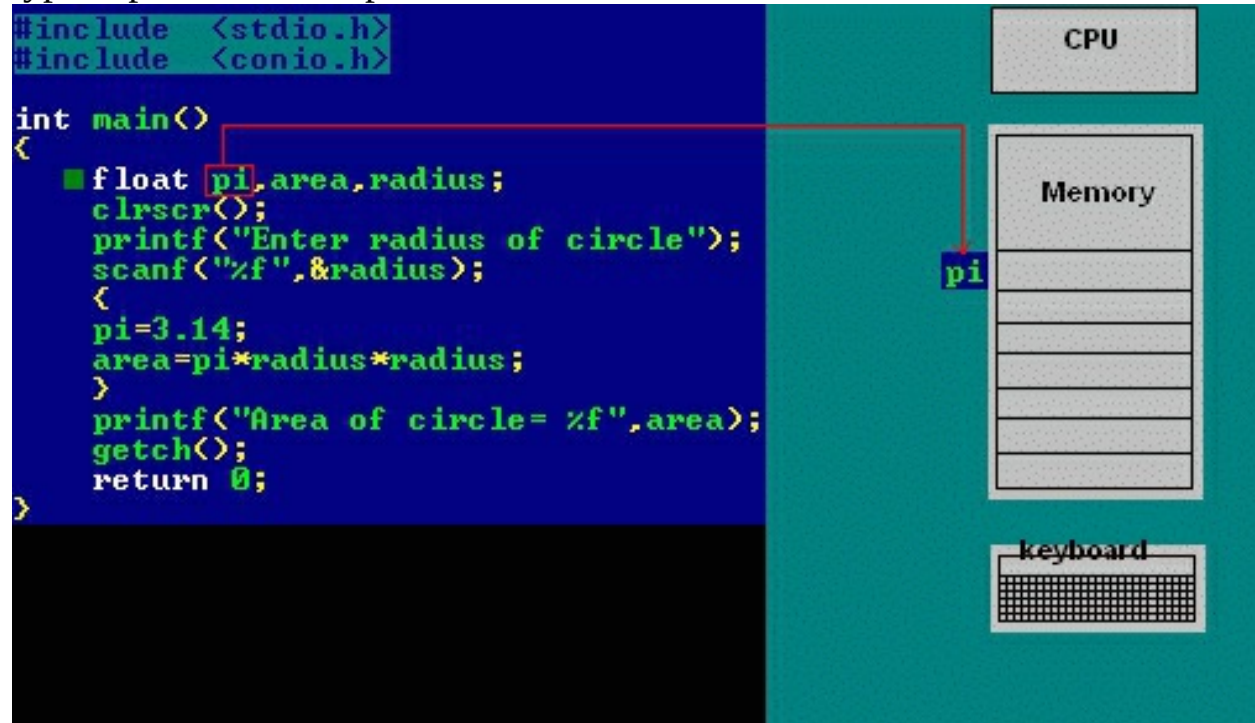 #include <stdio.h>
#include <conio.h>
int main()
{
float pi,area,radius;
clrscr();
printf("Enter radius of circle");
scanf("%f",&radius);
{
pi=3.14;
area=pi*radius*radius;
}
printf("Area of circle= %f",area);
getch();
return 0;
}
CPU
Memory
pi
keyboard